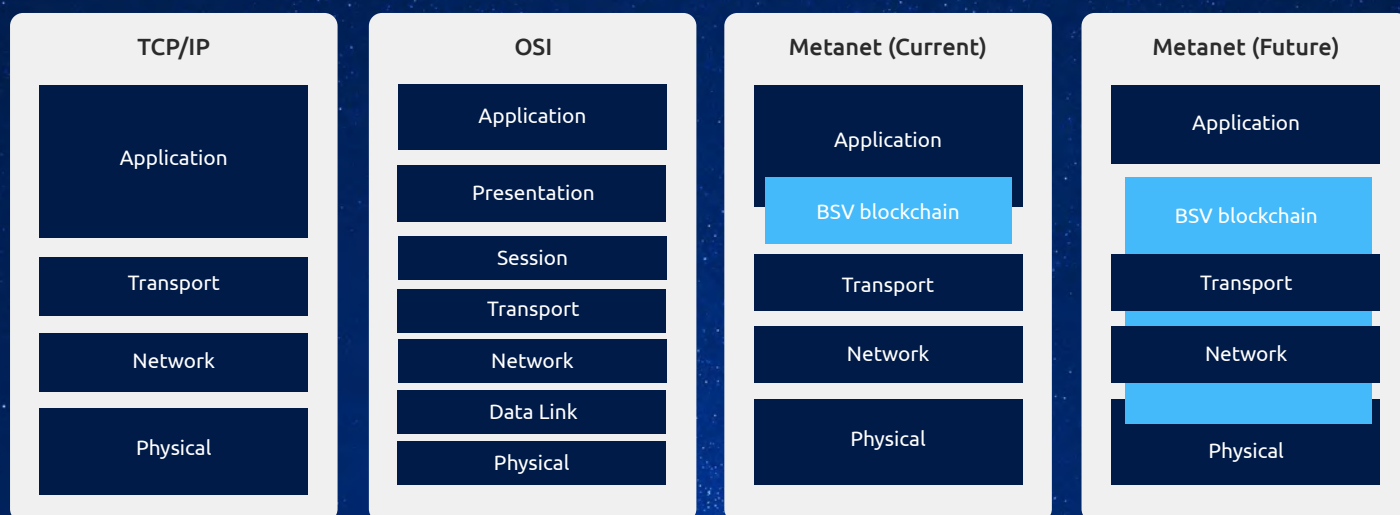 TCP/IP
Application
Transport
Network
Physical
OSI
Application
Presentation
Session
Transport
Network
Data Link
Physical
Metanet (Current)
Application
BSV blockchain
Transport
Network
Physical
Metanet (Future)
Application
BSV blockchain
Transport
Network
Physical